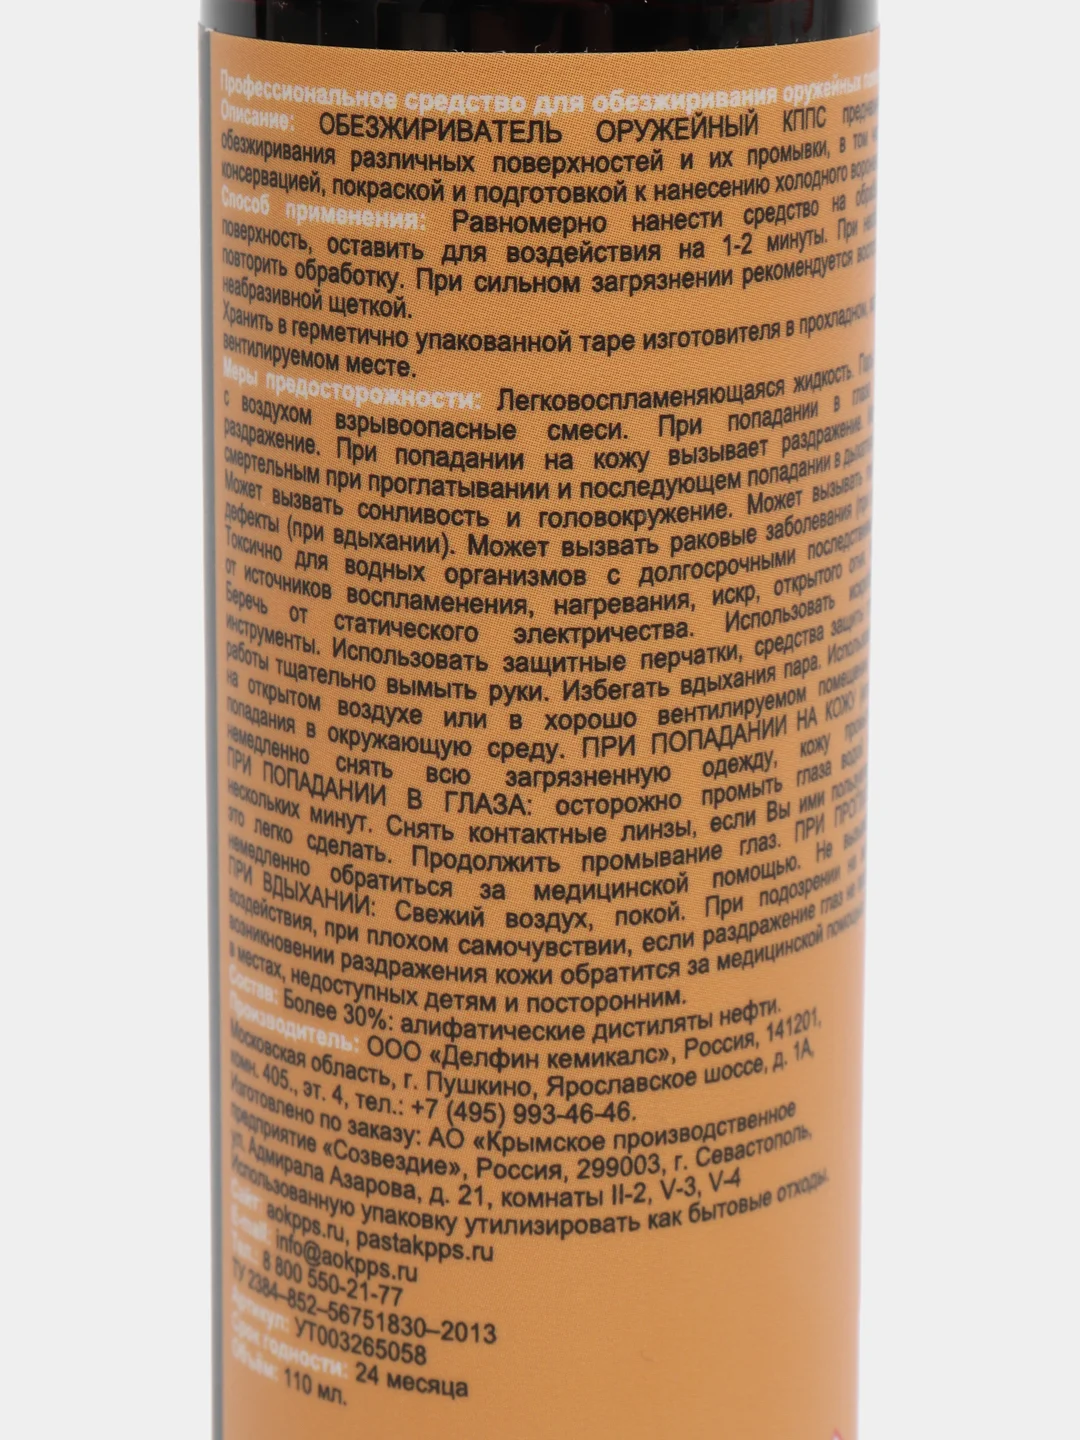 Профессиональное средство для обезжиривания оружейных
Описание: ОБЕЗЖИРИВАТЕЛЬ ОРУЖЕЙНЫЙ КППС
обезжиривания различных поверхностей и их промывки, в том
консервацией, покраской и подготовкой к нанесению холодного
Способ применения: Равномерно нанести средство на
поверхность, оставить для воздействия на 1-2 минуты. При
повторить обработку. При сильном загрязнении рекомендуется
неабразивной щеткой.
Хранить в герметично упакованной таре изготовителя в прохладном,
вентилируемом месте.
Меры предосторожности: Легковоспламеняющаяся жидкость.
с воздухом взрывоопасные смеси. При попадании в глаза
раздражение. При попадании на кожу вызывает раздражение.
смертельным при проглатывании и последующем попадании в
Может вызвать сонливость и головокружение. Может вызывать
дефекты (при вдыхании). Может вызвать раковые заболевания
Токсично для водных организмов с долгосрочными
от источников воспламенения, нагревания, искр, открытого
Беречь от статического электричества. Использовать
инструменты. Использовать защитные перчатки, средства защиты
работы тщательно вымыть руки. Избегать вдыхания пара.
на открытом воздухе или в хорошо вентилируемом
попадания в окружающую среду. ПРИ ПОПАДАНИИ НА КОЖУ
немедленно снять всю загрязненную одежду, кожу
ПРИ ПОПАДАНИИ В ГЛАЗА: осторожно промыть глаза водой
нескольких минут. Снять контактные линзы, если Вы ими
это легко сделать. Продолжить промывание глаз. ПРИ
немедленно обратиться за медицинской помощью. Не
ПРИ ВДЫХАНИИ: Свежий воздух, покой. При подозрении на
воздействия, при плохом самочувствии, если раздражение глаз не
возникновении раздражения кожи обратится за медицинской
в местах, недоступных детям и посторонним.
Состав: Более 30%: алифатические дистиляты нефти.
Производитель: ООО «Делфин кемикалс», Россия, 141201,
Московская область, г. Пушкино, Ярославское шоссе, д. 1А,
комн. 405., эт. 4, тел.: +7 (495) 993-46-46.
Изготовлено по заказу: АО «Крымское производственное
предприятие «Созвездие», Россия, 299003, г. Севастополь,
ул. Адмирала Азарова, д. 21, комнаты II-2, V-3, V-4
Использованную упаковку утилизировать как бытовые отходы.
Сайт: aokpps.ru, pastakpps.ru
E-mail: info@aokpps.ru
Тел.: 8 800 550-21-77
ТУ 2384–852–56751830–2013
Артикул: УТ003265058
Срок годности: 24 месяца
Объём: 110 мл.